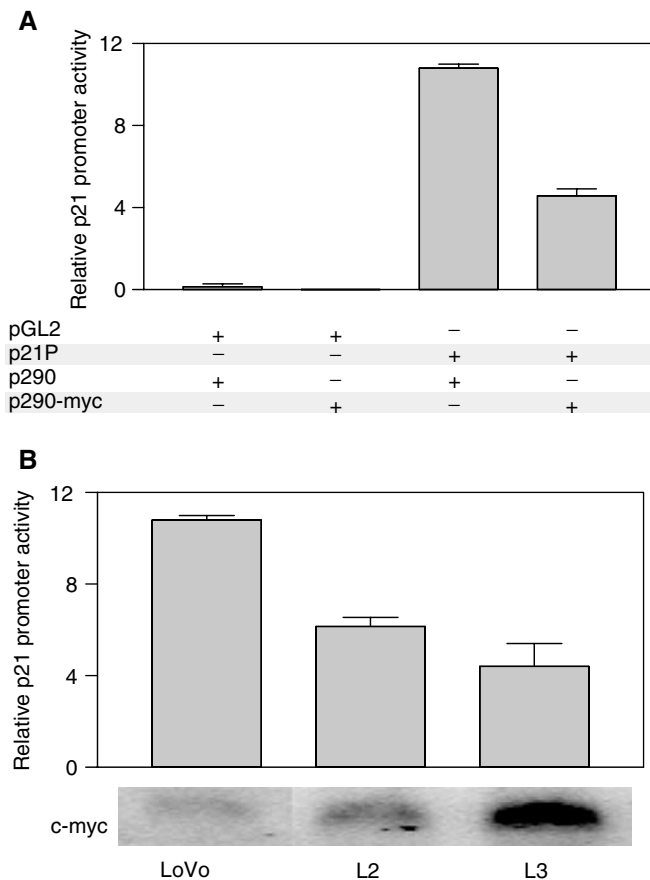 A
Relative p21 promoter activity
12
8
4
0
pGL2 + + – –
p21P – – + +
p290 + – + –
p290-myc – + – +
B
Relative p21 promoter activity
12
8
4
0
c-myc
LoVo L2 L3